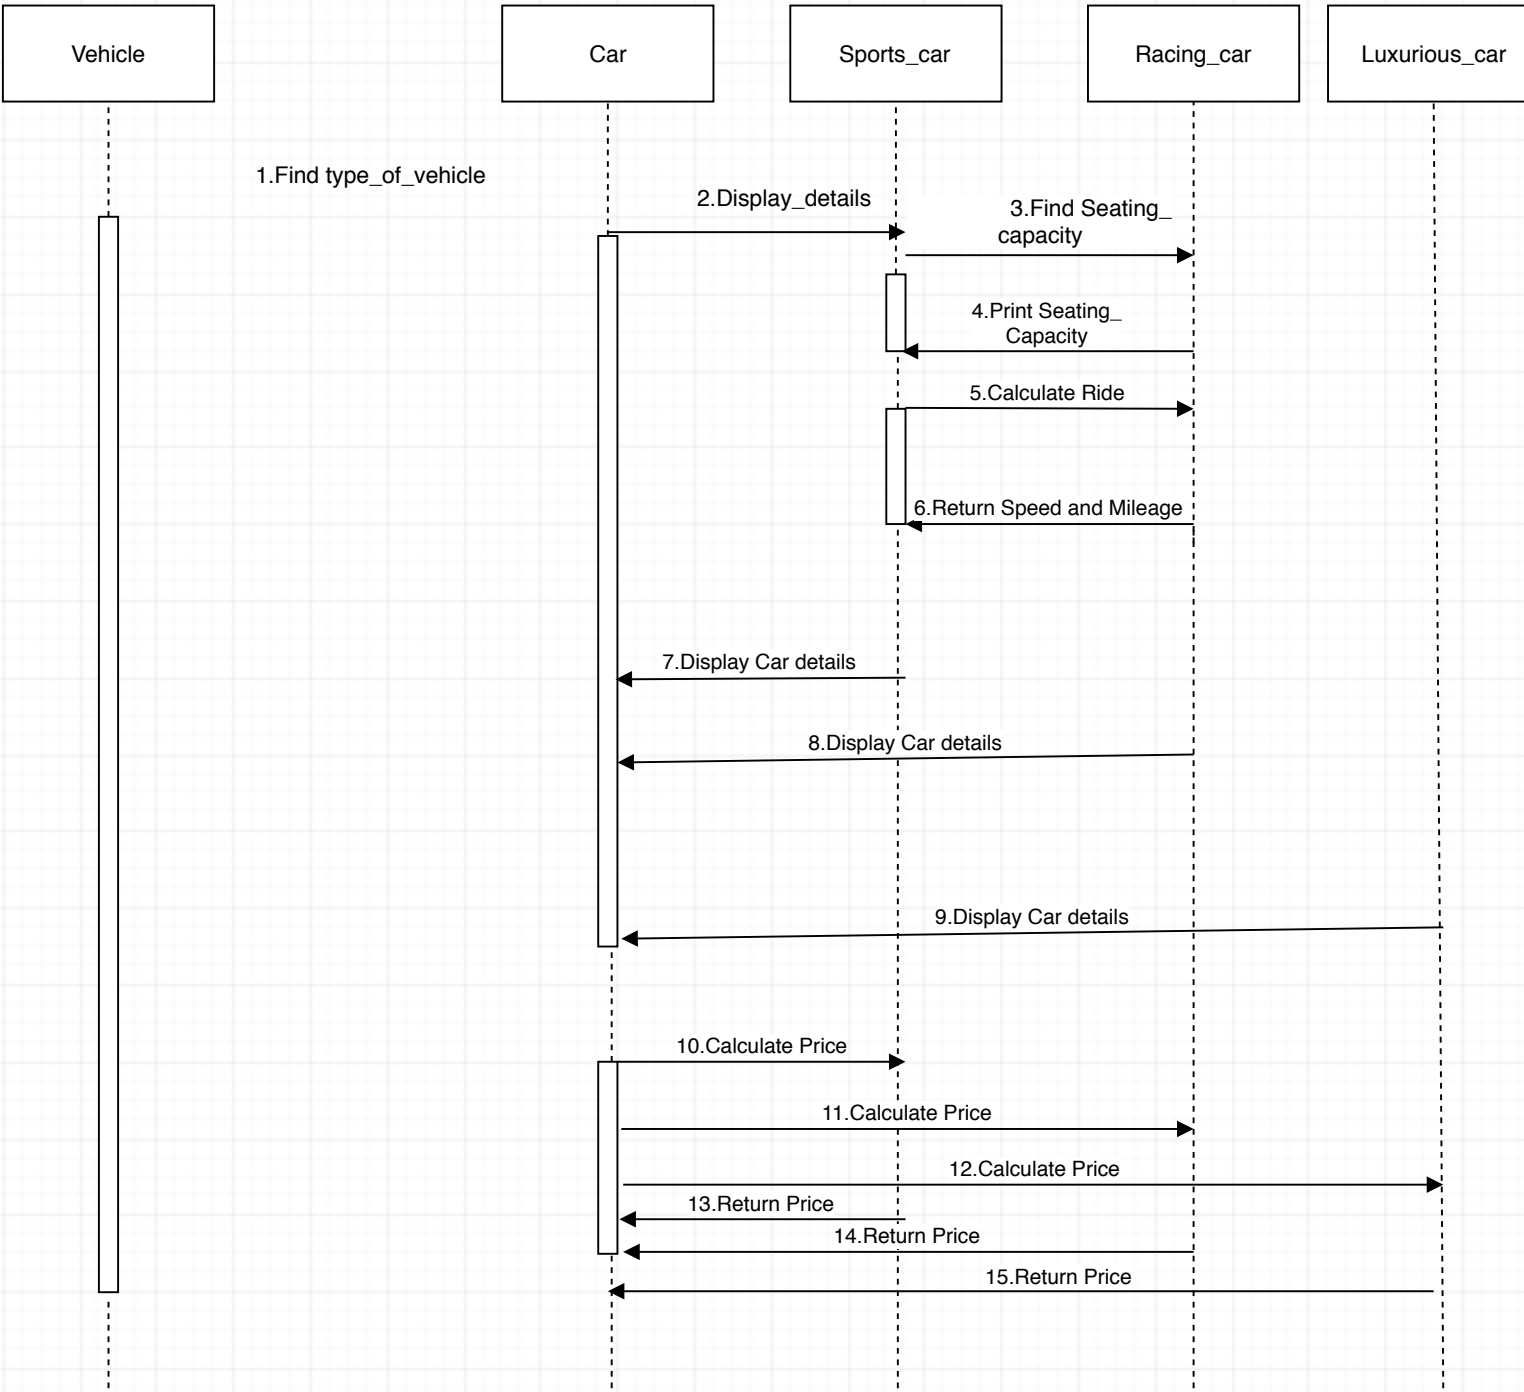 Vehicle
Car
Sports_car
Racing_car
Luxurious_car
1.Find type_of_vehicle
2.Display_details
3.Find Seating_
capacity
4.Print Seating_
Capacity
5.Calculate Ride
6.Return Speed and Mileage
7.Display Car details
8.Display Car details
9.Display Car details
10.Calculate Price
11.Calculate Price
12.Calculate Price
13.Return Price
14.Return Price
15.Return Price